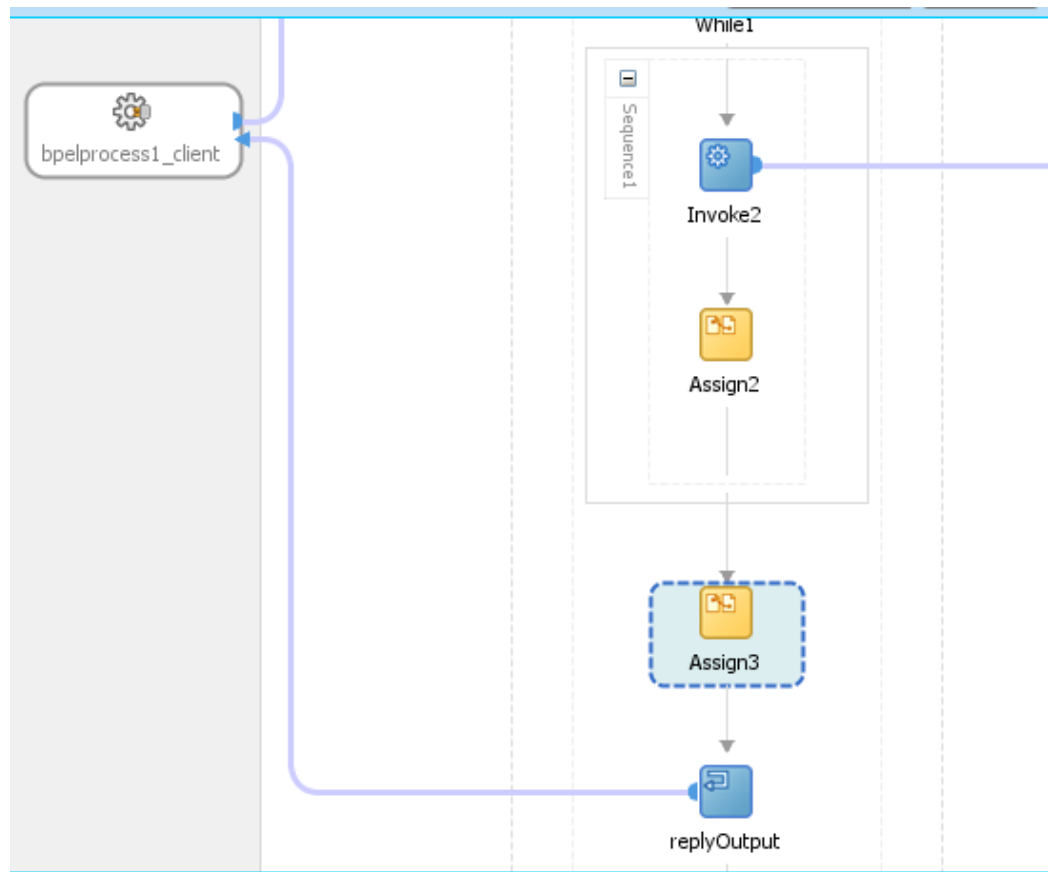 While1
bpelprocess1_client
Sequence1
Invoke2
Assign2
Assign3
replyOutput